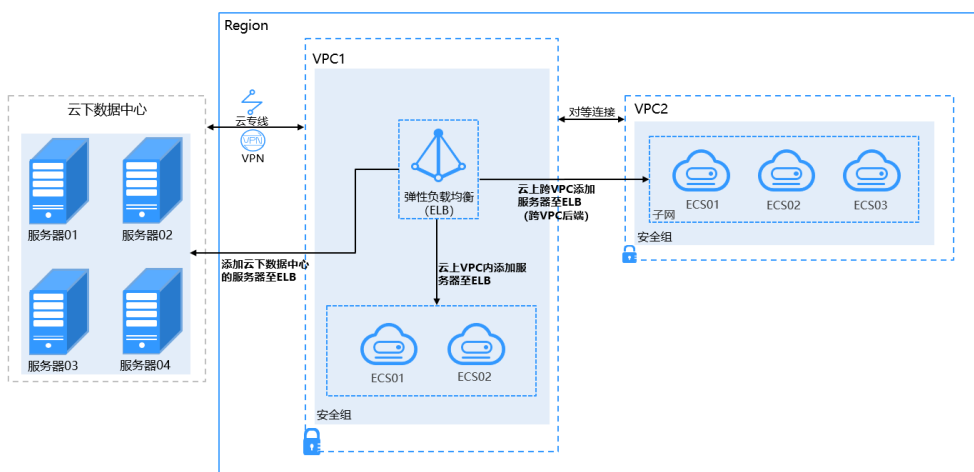 Region
云下数据中心
服务器01
服务器02
服务器03
服务器04
云专线
VPN
VPN
添加云下数据中心
的服务器至ELB
VPC1
弹性负载均衡
(ELB)
云上VPC内添加服
务器至ELB
ECS01
ECS02
安全组
对等连接
云上跨VPC添加
服务器至ELB
(跨VPC后端)
VPC2
ECS01
ECS02
ECS03
子网
安全组